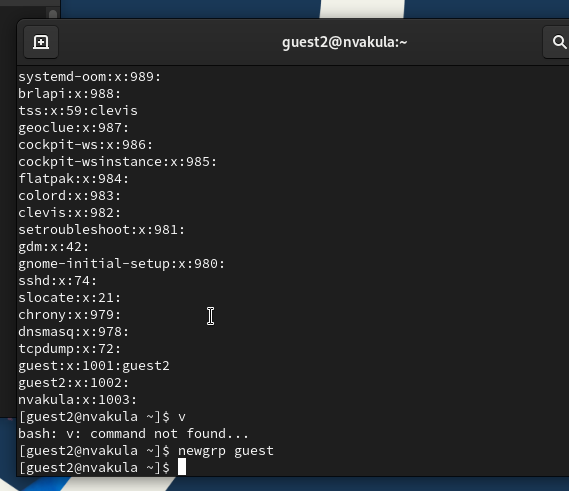 guest2@nvakula:~
systemd-oom:x:989:
brlapi:x:988:
tss:x:59:clevis
geoclue:x:987:
cockpit-ws:x:986:
cockpit-wsinstance:x:985:
flatpak:x:984:
colord:x:983:
clevis:x:982:
setroubleshoot:x:981:
gdm:x:42:
gnome-initial-setup:x:980:
sshd:x:74:
slocate:x:21:
chrony:x:979:
dnsmasq:x:978:
tcpdump:x:72:
guest:x:1001:guest2
guest2:x:1002:
nvakula:x:1003:
[guest2@nvakula ~]$ v
bash: v: command not found...
[guest2@nvakula ~]$ newgrp guest
[guest2@nvakula ~]$